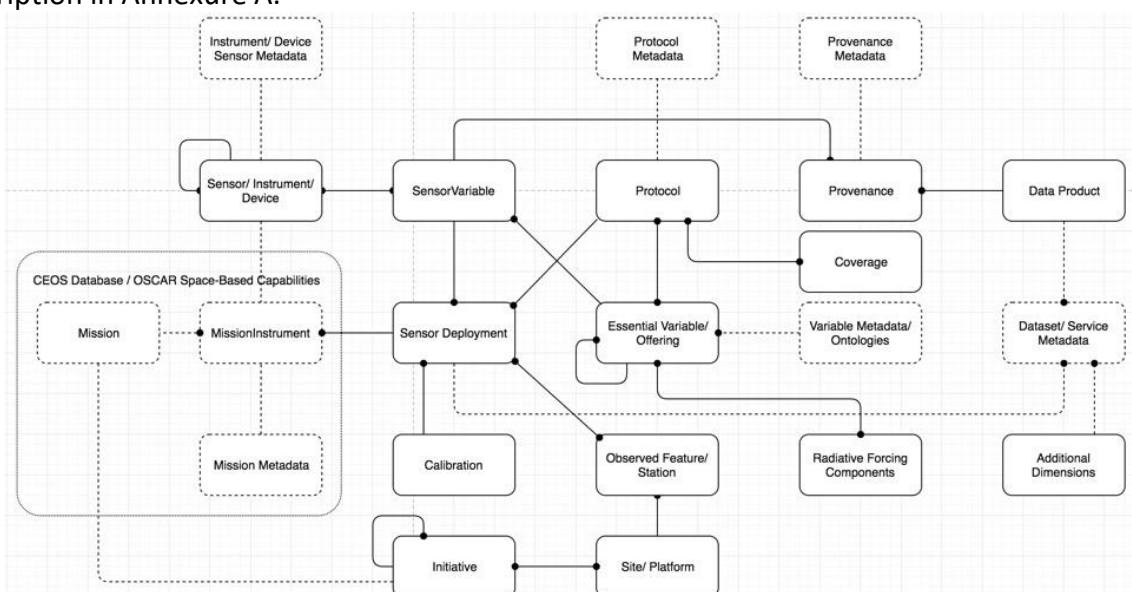 ription in Annexure A.
Instrument/ Device
Sensor Metadata
Protocol
Metadata
Provenance
Metadata
Sensor/ Instrument/
Device
SensorVariable
Protocol
Provenance
Data Product
Coverage
CEOS Database / OSCAR Space-Based Capabilities
Mission
MissionInstrument
Sensor Deployment
Essential Variable/
Offering
Variable Metadata/
Ontologies
Dataset/ Service
Metadata
Mission Metadata
Calibration
Observed Feature/
Station
Radiative Forcing
Components
Additional
Dimensions
Initiative
Site/ Platform